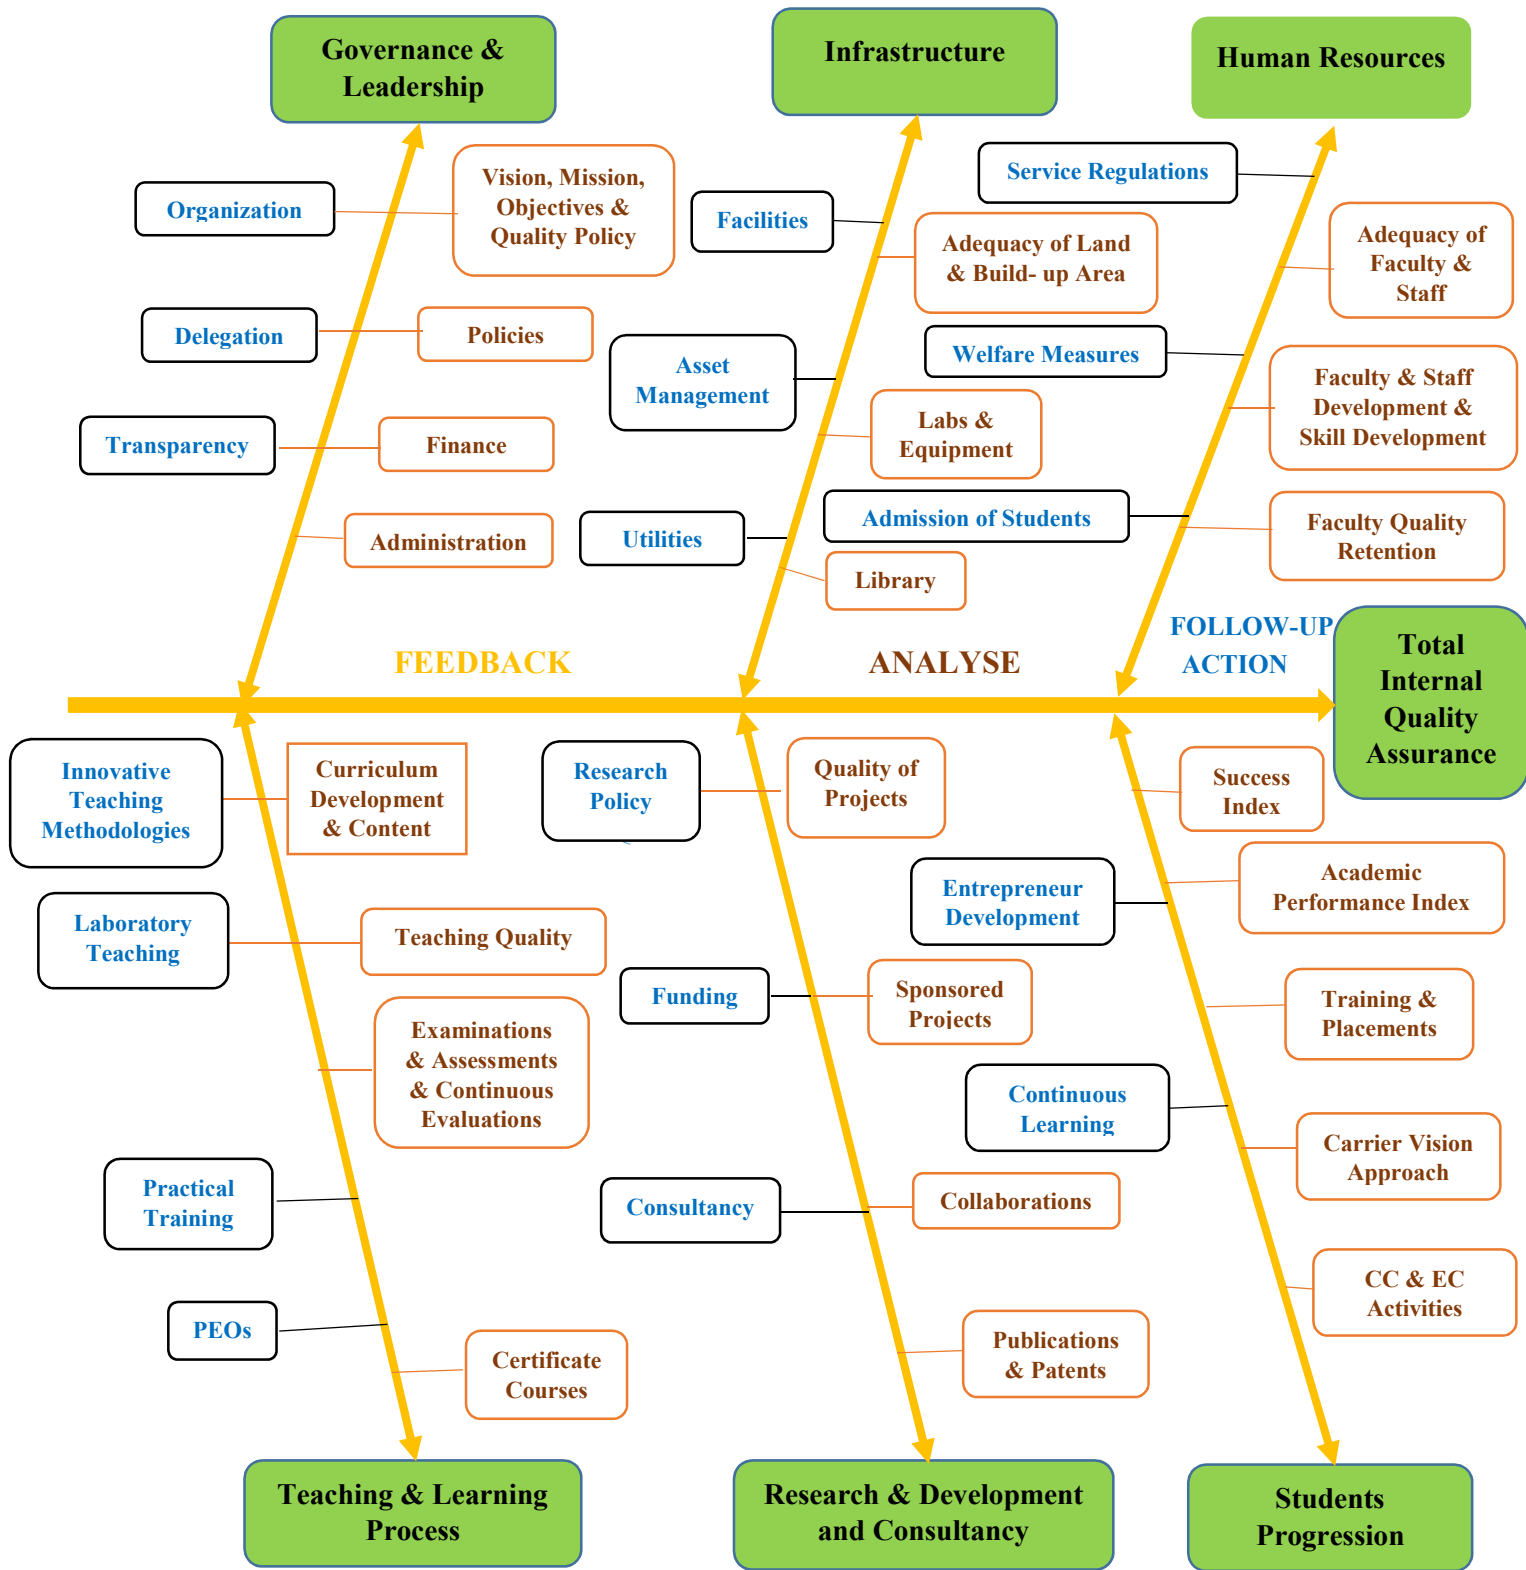 Governance &
Leadership
Infrastructure
Human Resources
Organization
Vision, Mission,
Objectives &
Quality Policy
Delegation
Policies
Transparency
Finance
Administration
Facilities
Adequacy of Land
& Build- up Area
Asset
Management
Labs &
Equipment
Utilities
Library
Service Regulations
Adequacy of
Faculty &
Staff
Welfare Measures
Faculty & Staff
Development &
Skill Development
Admission of Students
Faculty Quality
Retention
FEEDBACK
ANALYSE
FOLLOW-UP
ACTION
Total
Internal
Quality
Assurance
Innovative
Teaching
Methodologies
Curriculum
Development
& Content
Laboratory
Teaching
Teaching Quality
Examinations
& Assessments
& Continuous
Evaluations
Practical
Training
PEOs
Certificate
Courses
Research
Policy
Quality of
Projects
Funding
Sponsored
Projects
Consultancy
Collaborations
Publications
& Patents
Success
Index
Entrepreneur
Development
Academic
Performance Index
Training &
Placements
Continuous
Learning
Carrier Vision
Approach
CC & EC
Activities
Teaching & Learning
Process
Research & Development
and Consultancy
Students
Progression